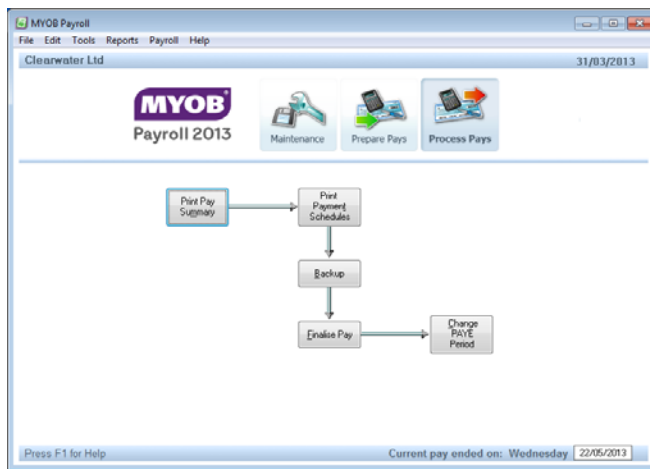 MYOB Payroll
File Edit Tools Reports Payroll Help
Clearwater Ltd 31/03/2013
MYOB
Payroll 2013
Maintenance Prepare Pays Process Pays
Print Pay
Summary
Print
Payment
Schedules
Backup
Finalise Pay
Change
PAYE
Period
Press F1 for Help Current pay ended on: Wednesday 22/05/2013